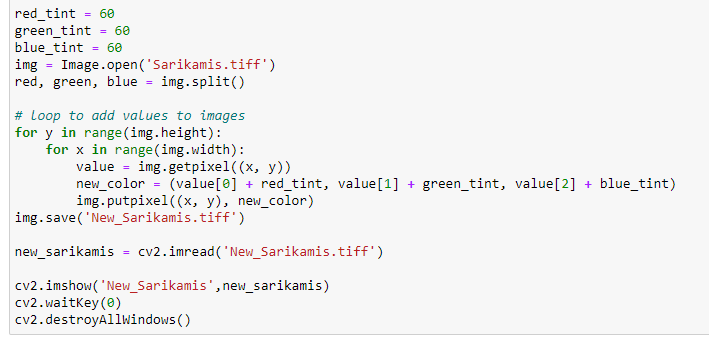 red_tint = 60
green_tint = 60
blue_tint = 60
img = Image.open('Sarikamis.tiff')
red, green, blue = img.split()

# loop to add values to images
for y in range(img.height):
    for x in range(img.width):
        value = img.getpixel((x, y))
        new_color = (value[0] + red_tint, value[1] + green_tint, value[2] + blue_tint)
        img.putpixel((x, y), new_color)
img.save('New_Sarikamis.tiff')

new_sarikamis = cv2.imread('New_Sarikamis.tiff')

cv2.imshow('New_Sarikamis',new_sarikamis)
cv2.waitKey(0)
cv2.destroyAllWindows()